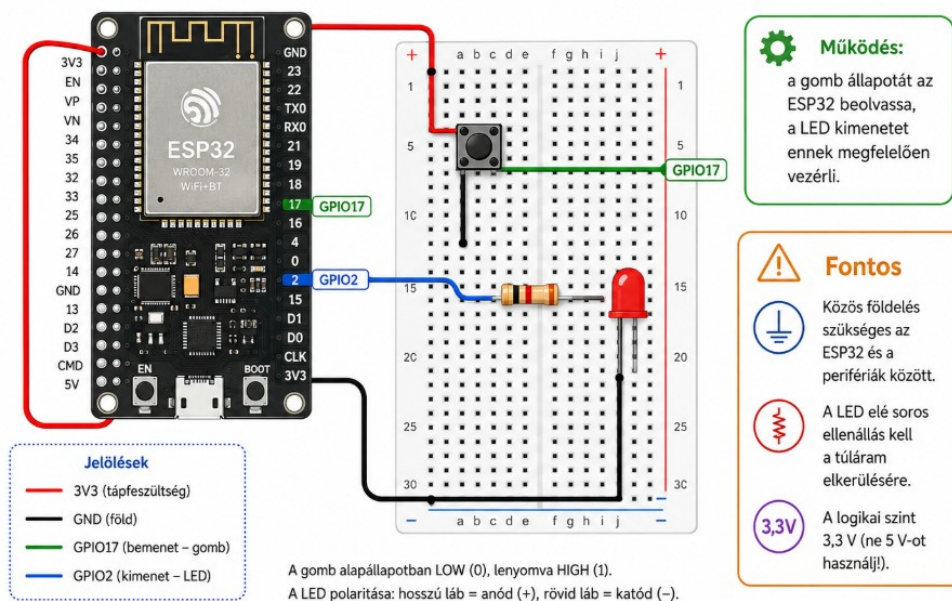 3V3
EN
VP
VN
34
35
32
33
25
26
27
14
GND
13
D2
D3
CMD
5V
ESP32
WROOM-32
WiFi+BT
EN
BOOT
GND
23
22
TX0
RX0
21
19
18
17 GPIO17
16
4
0
2 GPIO2
15
D1
D0
CLK
3V3
+ a b c d e f g h i j +
1 1
5 5
GPIO17
10 10
15 15
20 20
25 25
30 30
− a b c d e f g h i j −
−
Működés:
a gomb állapotát az
ESP32 beolvassa,
a LED kimenetet
ennek megfelelően
vezérli.
Fontos
Közös földelés
szükséges az
ESP32 és a
perifériák között.
A LED elé soros
ellenállás kell
a túláram
elkerülésére.
3,3V
A logikai szint
3,3 V (ne 5 V-ot
használj!).
Jelölések
3V3 (tápfeszültség)
GND (föld)
GPIO17 (bemenet – gomb)
GPIO2 (kimenet – LED)
A gomb alapállapotban LOW (0), lenyomva HIGH (1).
A LED polaritása: hosszú láb = anód (+), rövid láb = katód (–).